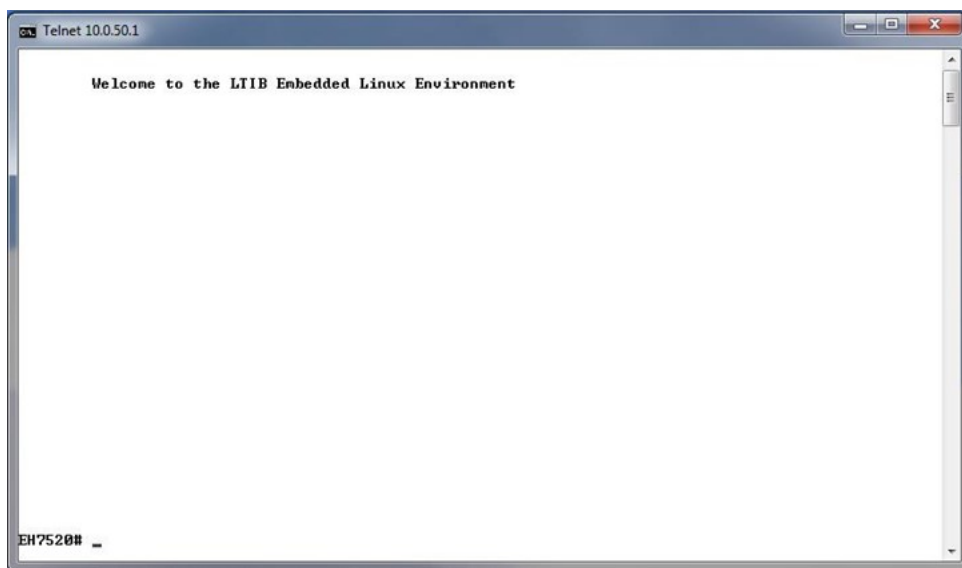 Telnet 10.0.50.1
Welcome to the LTIB Embedded Linux Environment
EH7520# _